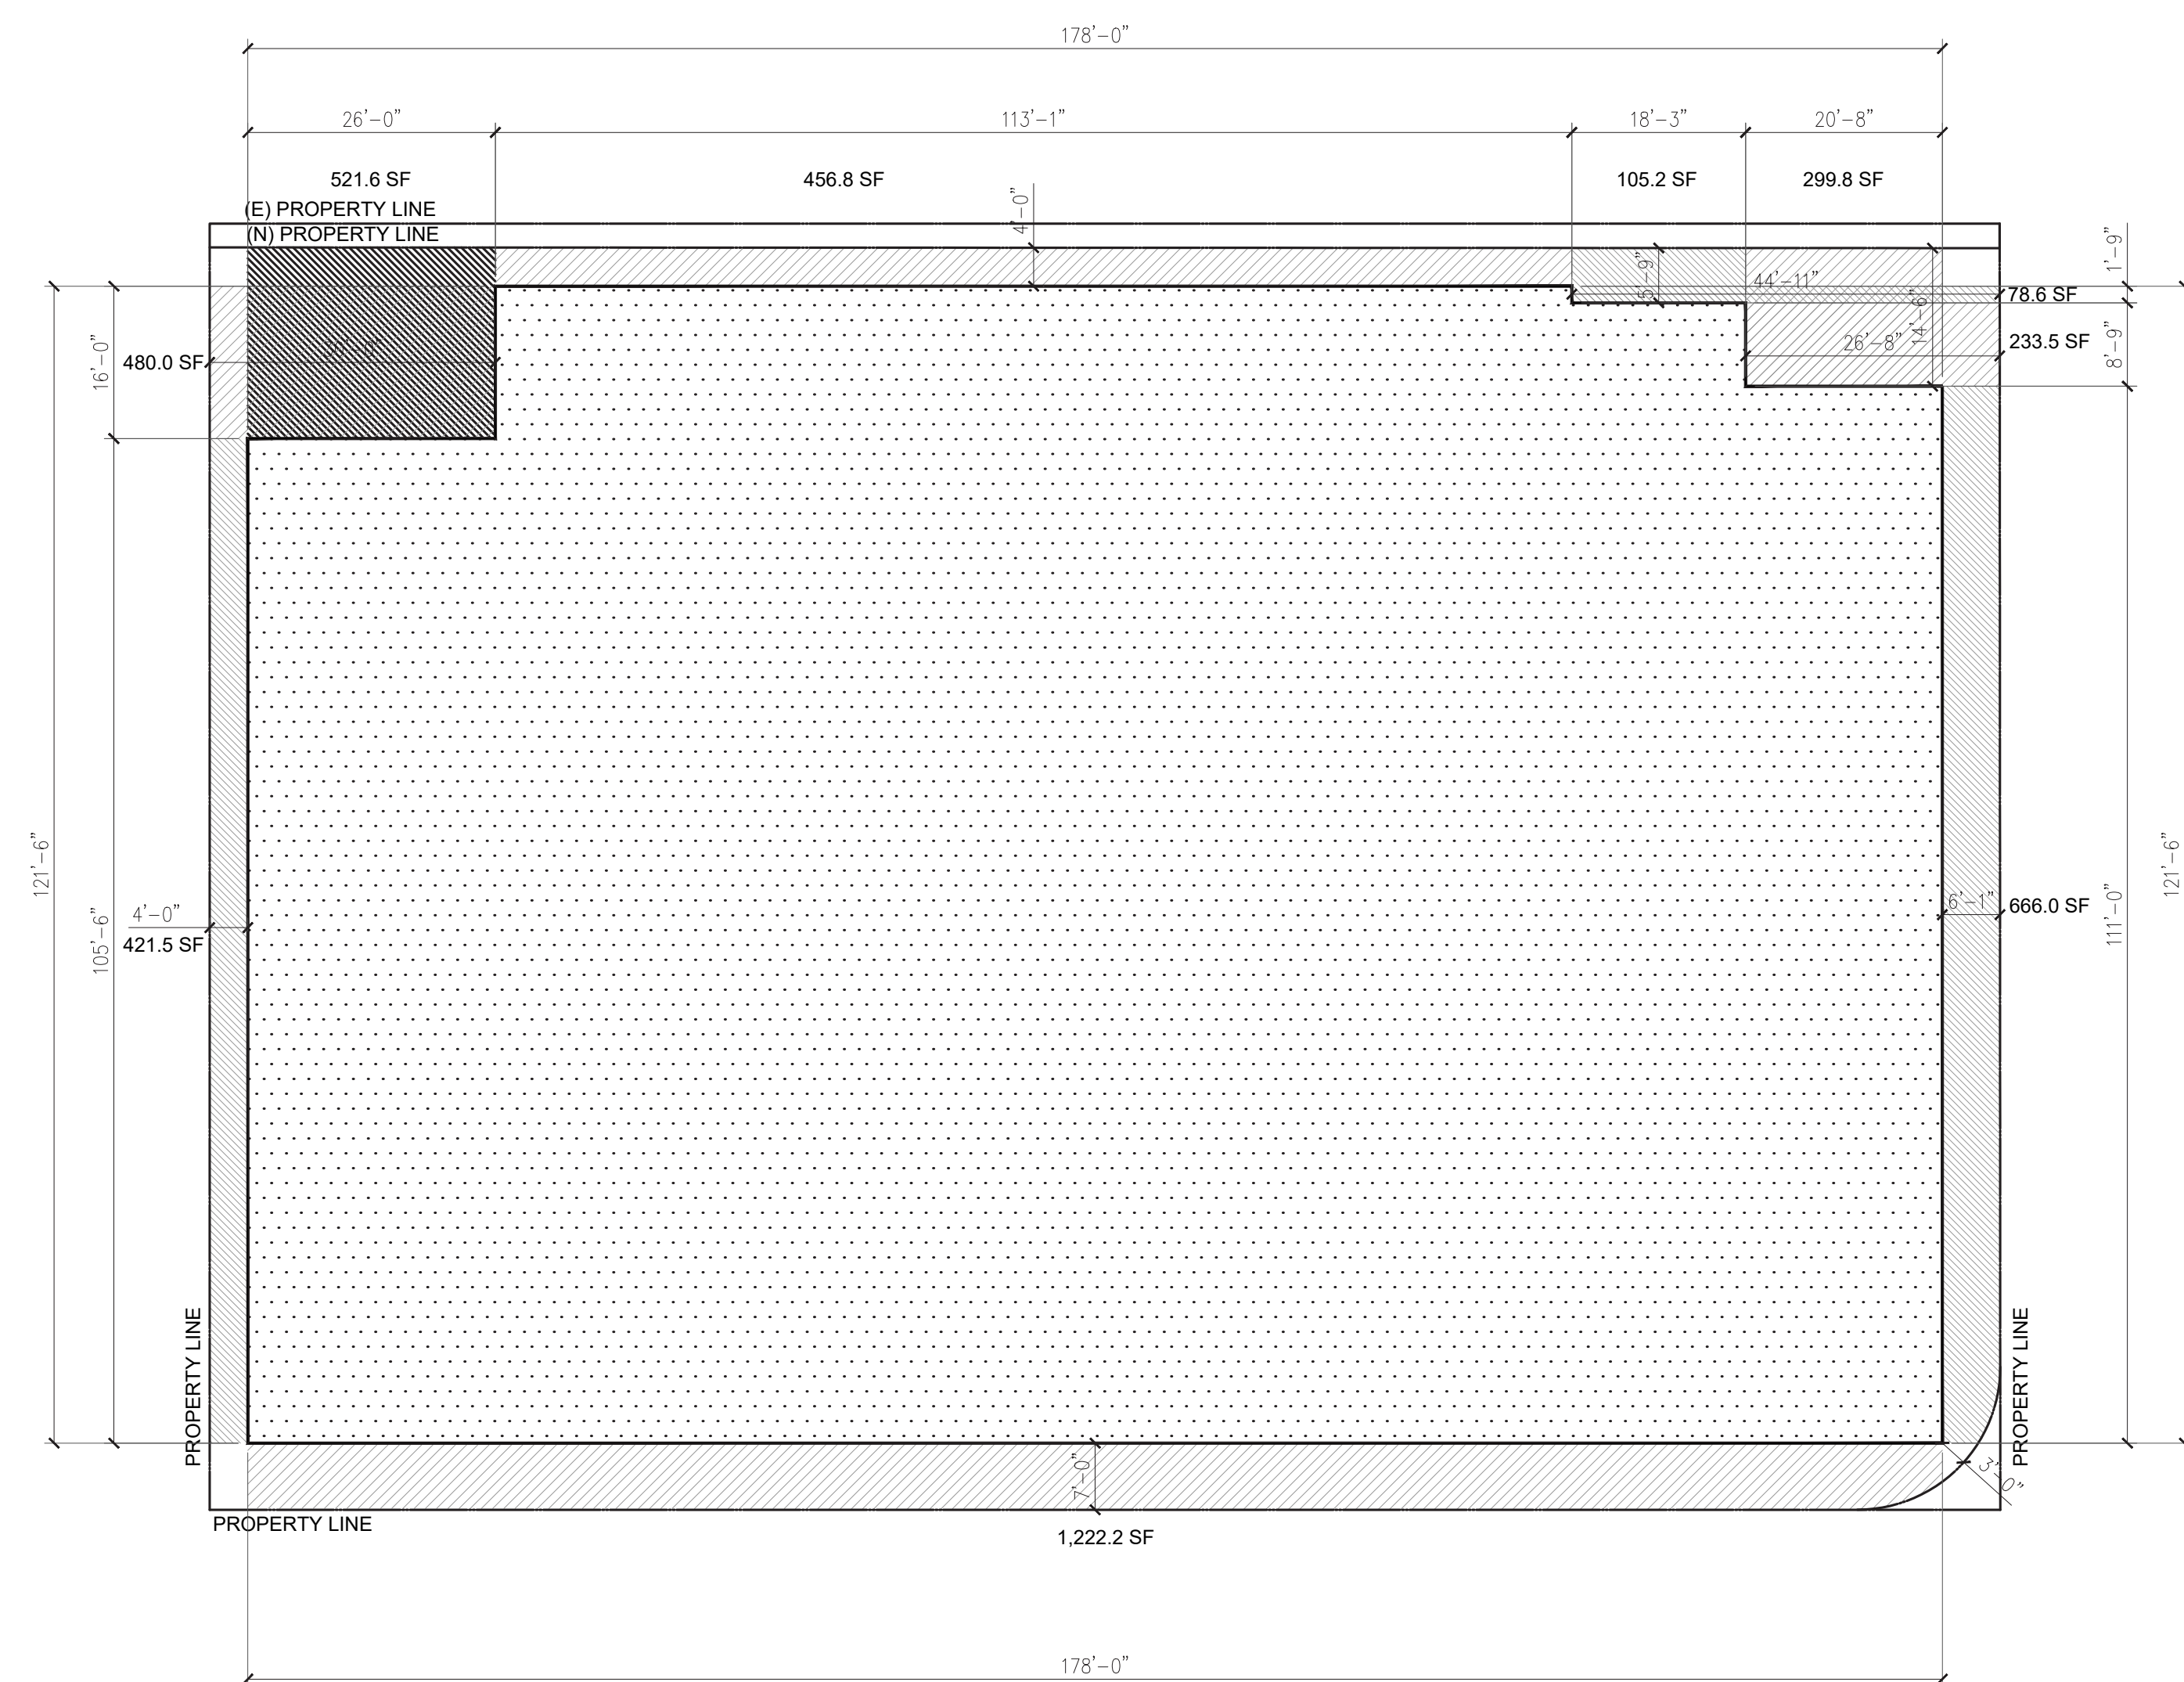 178'-0"
26'-0"
113'-1"
18'-3"
20'-8"
521.6 SF
456.8 SF
105.2 SF
299.8 SF
4'-0"
(E) PROPERTY LINE
(N) PROPERTY LINE
1'-9"
5'-9"
44'-11"
78.6 SF
14'-6"
16'-0"
480.0 SF
30'-0"
26'-8"
233.5 SF
8'-9"
121'-6"
105'-6"
4'-0"
421.5 SF
6'-1"
666.0 SF
111'-0"
121'-6"
PROPERTY LINE
PROPERTY LINE
7'-0"
3'-0"
PROPERTY LINE
1,222.2 SF
178'-0"